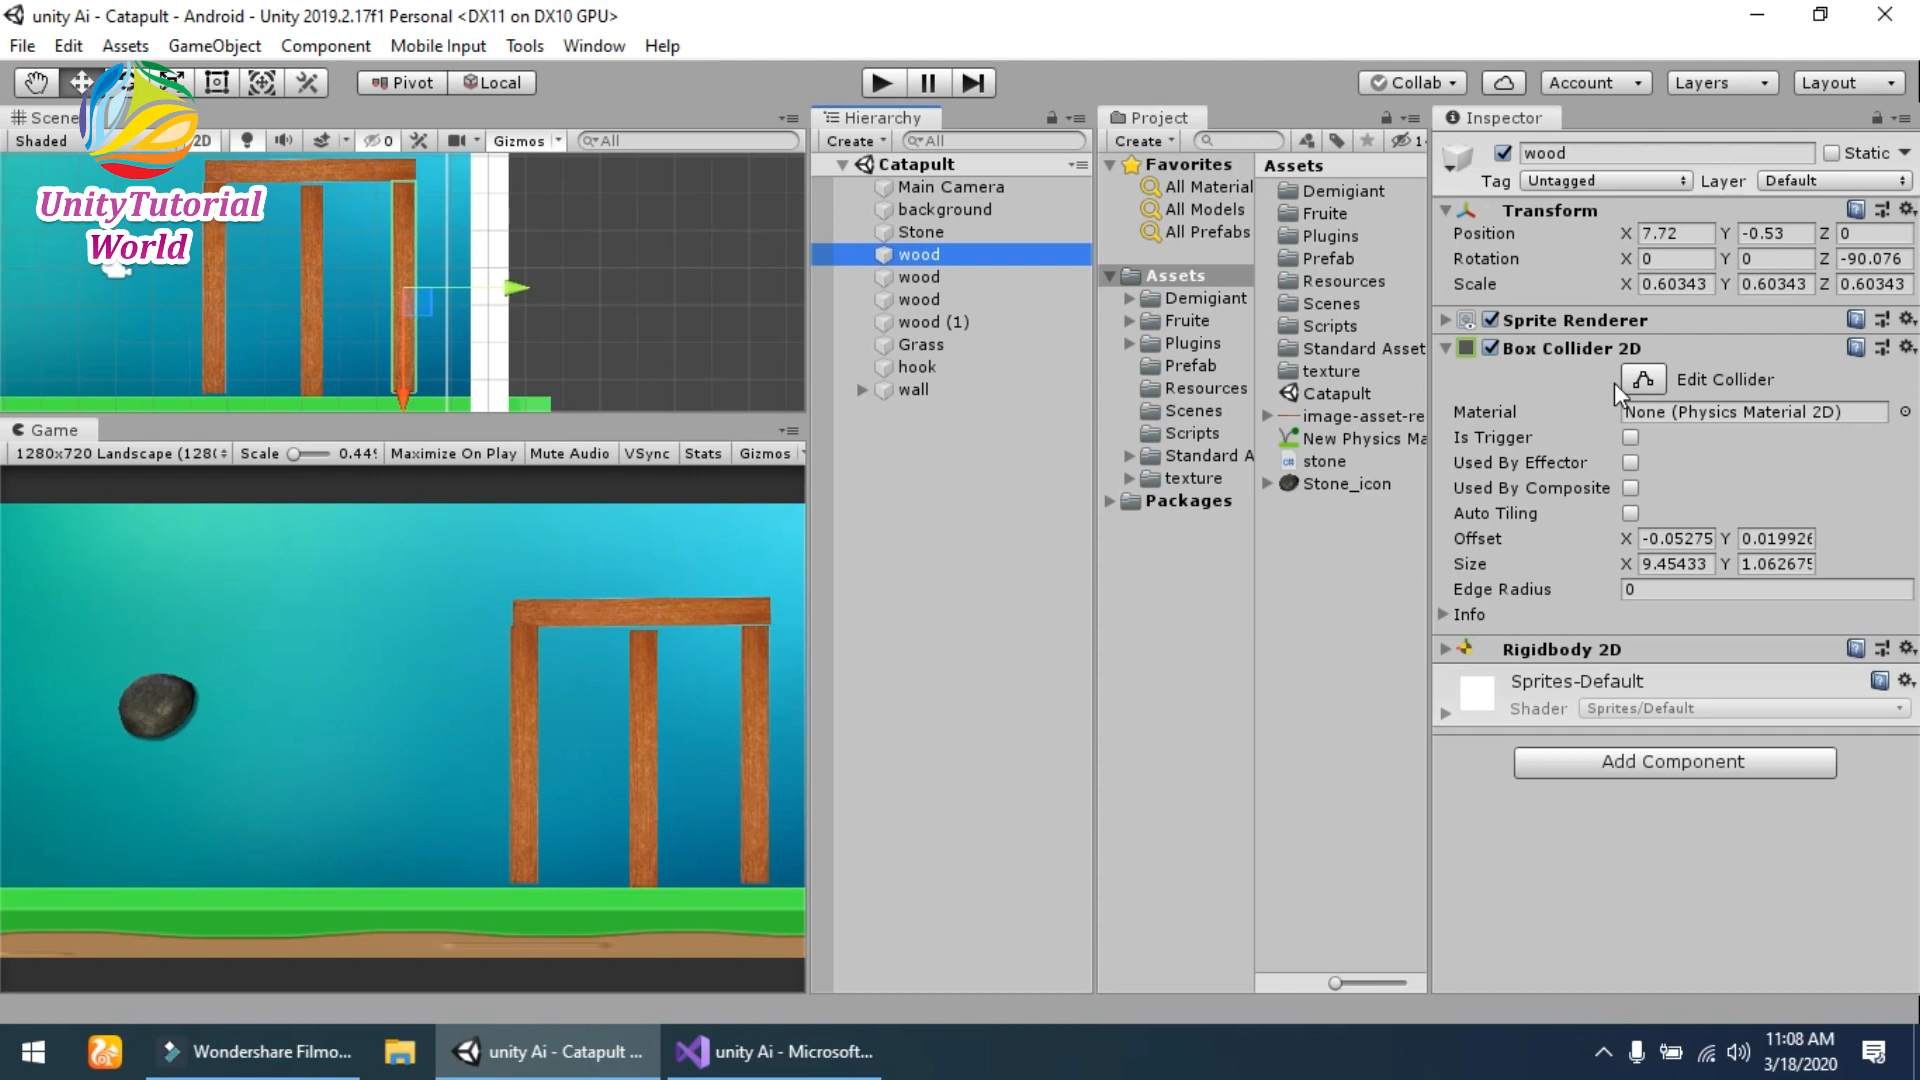 unity Ai - Catapult - Android - Unity 2019.2.17f1 Personal <DX11 on DX10 GPU>
File Edit Assets GameObject Component Mobile Input Tools Window Help
Pivot Local Collab Account Layers Layout
Scene
Shaded 2D 0 Gizmos All
UnityTutorial
World
Game
1280x720 Landscape (128( Scale 0.44 Maximize On Play Mute Audio VSync Stats Gizmos
Hierarchy
Create All
Catapult
Main Camera
background
Stone
wood
wood
wood
wood (1)
Grass
hook
wall
Project
Create 1
Favorites
All Material
All Models
All Prefabs
Assets
Demigiant
Fruite
Plugins
Prefab
Resources
Scenes
Scripts
Standard A
texture
Packages
Assets
Demigiant
Fruite
Plugins
Prefab
Resources
Scenes
Scripts
Standard Asset
texture
Catapult
image-asset-re
New Physics Ma
stone
Stone_icon
Inspector
wood Static
Tag Untagged Layer Default
Transform
Position X 7.72 Y -0.53 Z 0
Rotation X 0 Y 0 Z -90.076
Scale X 0.60343 Y 0.60343 Z 0.60343
Sprite Renderer
Box Collider 2D
Edit Collider
Material None (Physics Material 2D)
Is Trigger
Used By Effector
Used By Composite
Auto Tiling
Offset X -0.05275 Y 0.019926
Size X 9.45433 Y 1.062675
Edge Radius 0
Info
Rigidbody 2D
Sprites-Default
Shader Sprites/Default
Add Component
Wondershare Filmo... unity Ai - Catapult ... unity Ai - Microsoft...
11:08 AM
3/18/2020